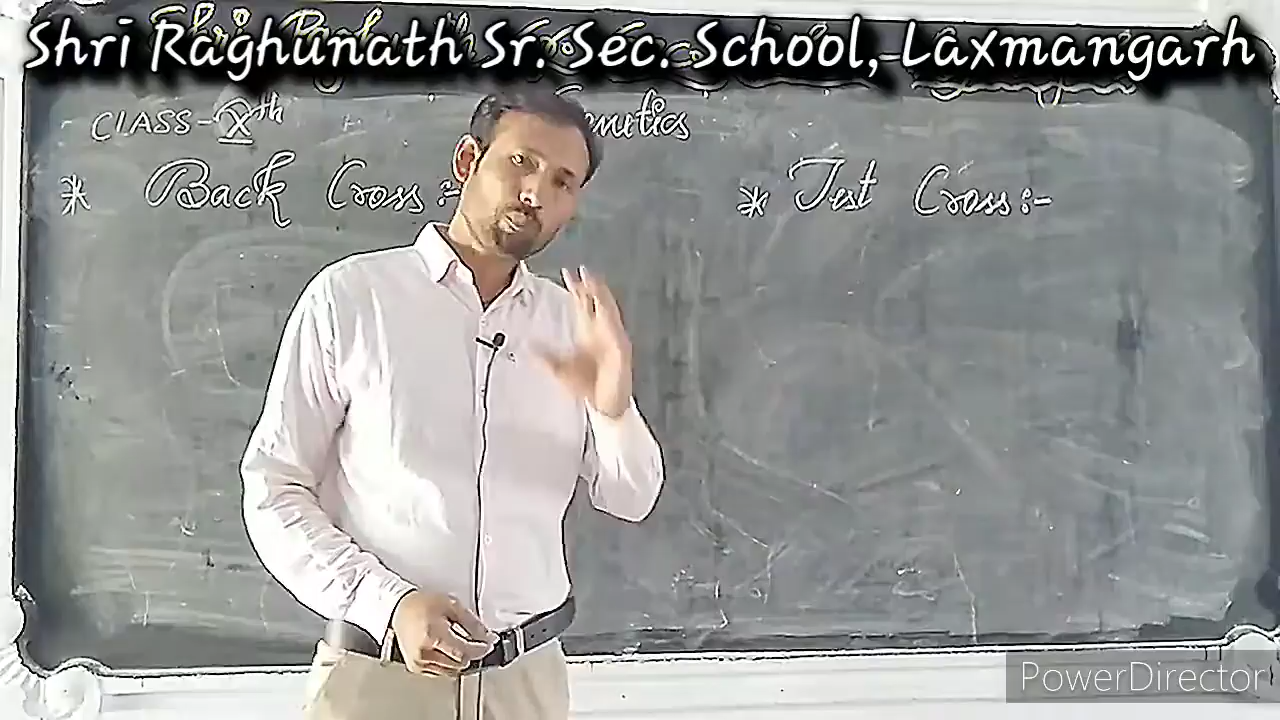 Shri Raghunath Sr. Sec. School, Laxmangarh
CLASS-Xth
* Back Cross:-
* Test Cross:-
PowerDirector